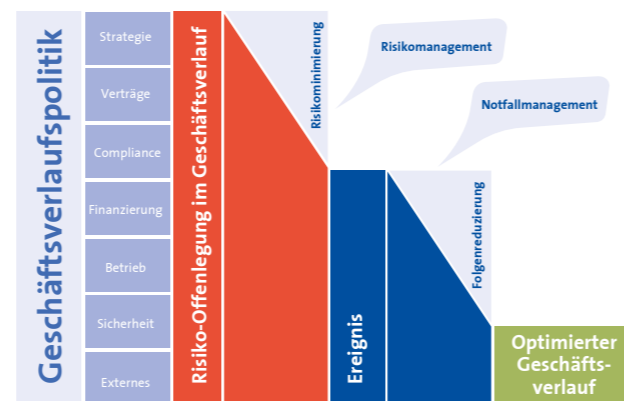 Geschäftsverlaufspolitik
Strategie
Verträge
Compliance
Finanzierung
Betrieb
Sicherheit
Externes
Risiko-Offenlegung im Geschäftsverlauf
Risikominimierung
Risikomanagement
Ereignis
Notfallmanagement
Folgenreduzierung
Optimierter
Geschäfts-
verlauf